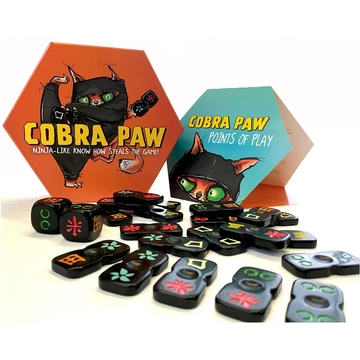 COBRA PAW
NINJA-LIKE KNOW HOW STEALS THE GAME!
COBRA PAW
POINTS OF PLAY